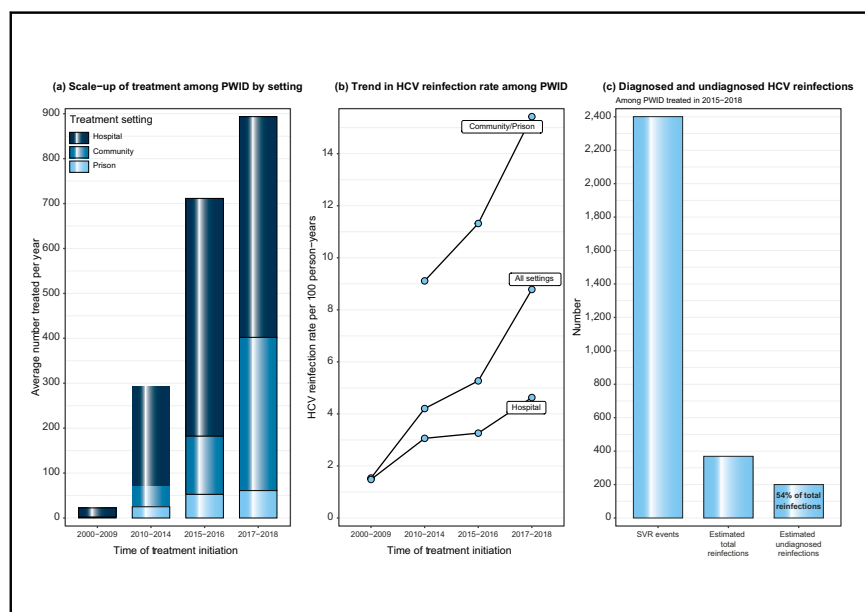 (a) Scale−up of treatment among PWID by setting
Treatment setting
Hospital
Community
Prison
Average number treated per year
900
800
700
600
500
400
300
200
100
0
2000−2009
2010−2014
2015−2016
2017−2018
Time of treatment initiation
(b) Trend in HCV reinfection rate among PWID
Community/Prison
All settings
Hospital
HCV reinfection rate per 100 person−years
14
12
10
8
6
4
2
0
2000−2009
2010−2014
2015−2016
2017−2018
Time of treatment initiation
(c) Diagnosed and undiagnosed HCV reinfections
Among PWID treated in 2015−2018
Number
2,400
2,200
2,000
1,800
1,600
1,400
1,200
1,000
800
600
400
200
0
54% of total
reinfections
SVR events
Estimated
total
reinfections
Estimated
undiagnosed
reinfections